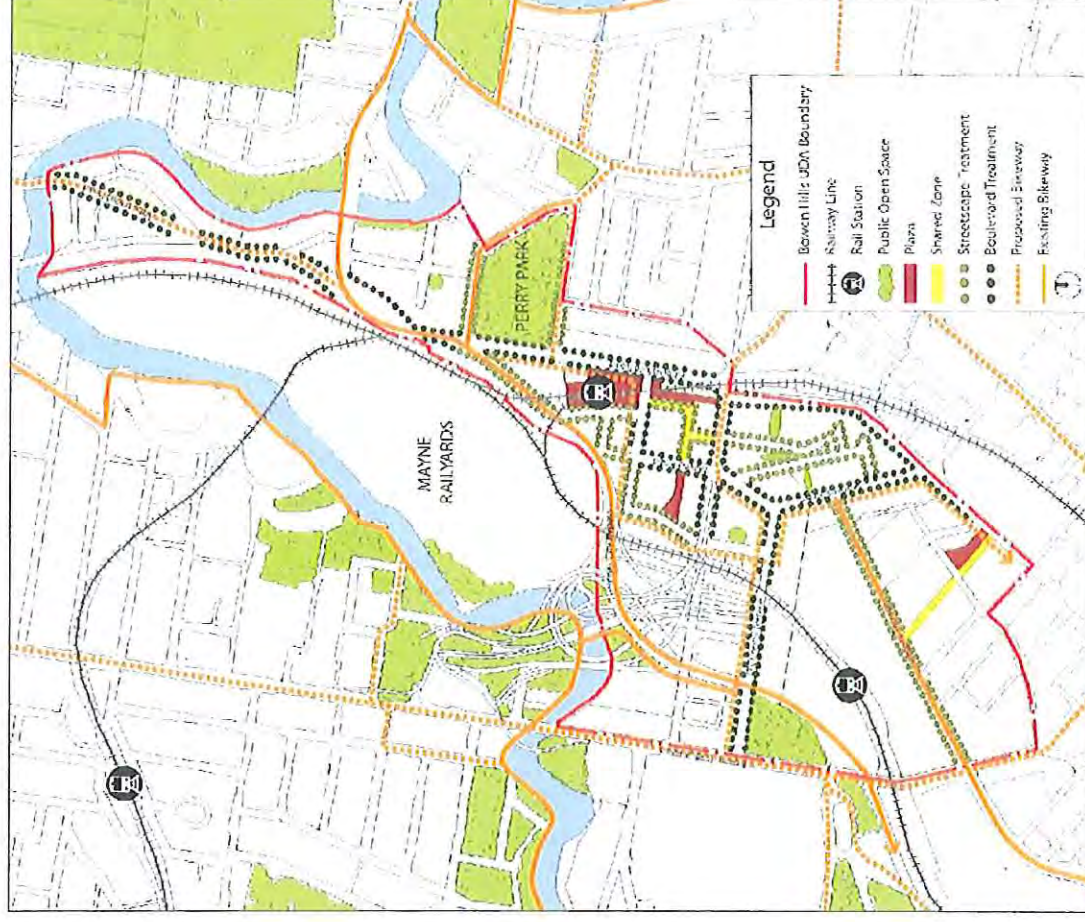 MAYNE
RAILYARDS
PERRY PARK
Legend
Bowen Hills UDA Boundary
Railway Line
Rail Station
Public Open Space
Plaza
Shared Zone
Streetscape Treatment
Boulevard Treatment
Proposed Bikeway
Existing Bikeway